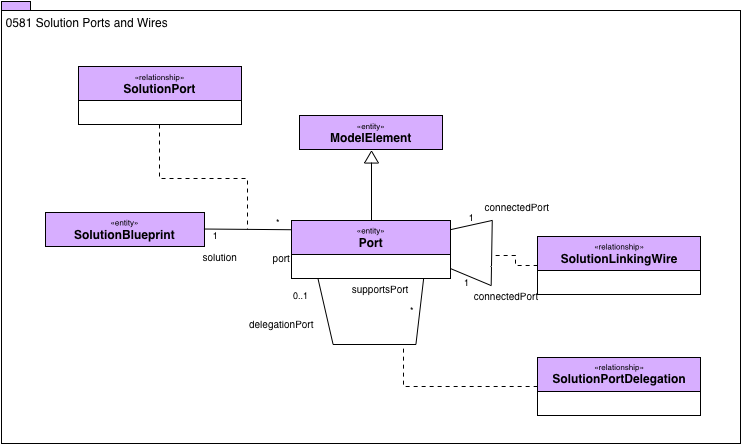 0581 Solution Ports and Wires
«relationship»
SolutionPort
«entity»
ModelElement
«entity»
SolutionBlueprint
1
solution
*
port
«entity»
Port
1
connectedPort
1
connectedPort
«relationship»
SolutionLinkingWire
0..1
delegationPort
supportsPort
*
«relationship»
SolutionPortDelegation